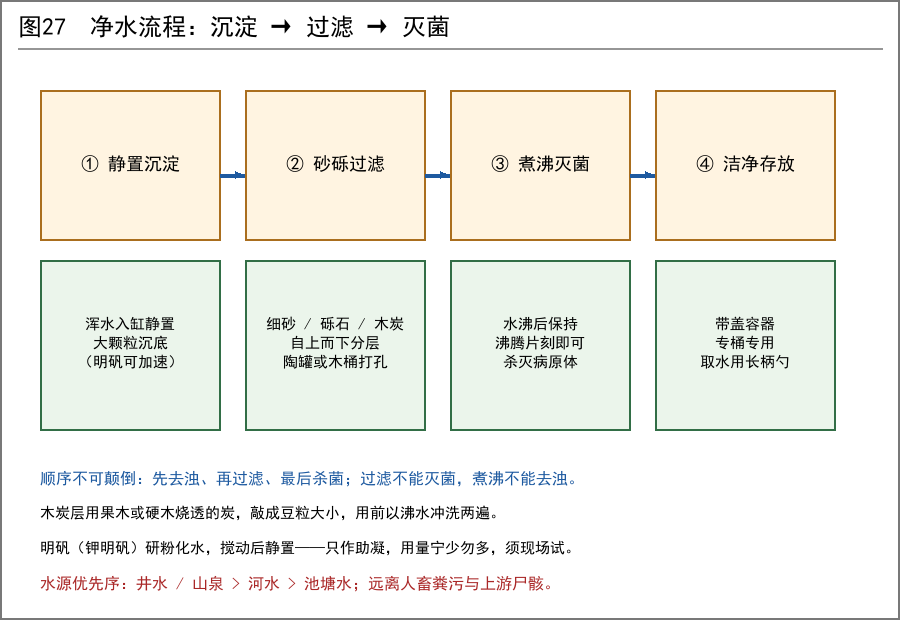 图27 净水流程：沉淀 → 过滤 → 灭菌
① 静置沉淀
② 砂砾过滤
③ 煮沸灭菌
④ 洁净存放
浑水入缸静置
大颗粒沉底
（明矾可加速）
细砂 / 砾石 / 木炭
自上而下分层
陶罐或木桶打孔
水沸后保持
沸腾片刻即可
杀灭病原体
带盖容器
专桶专用
取水用长柄勺
顺序不可颠倒：先去浊、再过滤、最后杀菌；过滤不能灭菌，煮沸不能去浊。
木炭层用果木或硬木烧透的炭，敲成豆粒大小，用前以沸水冲洗两遍。
明矾（钾明矾）研粉化水，搅动后静置——只作助凝，用量宁少勿多，须现场试。
水源优先序：井水 / 山泉 > 河水 > 池塘水；远离人畜粪污与上游尸骸。